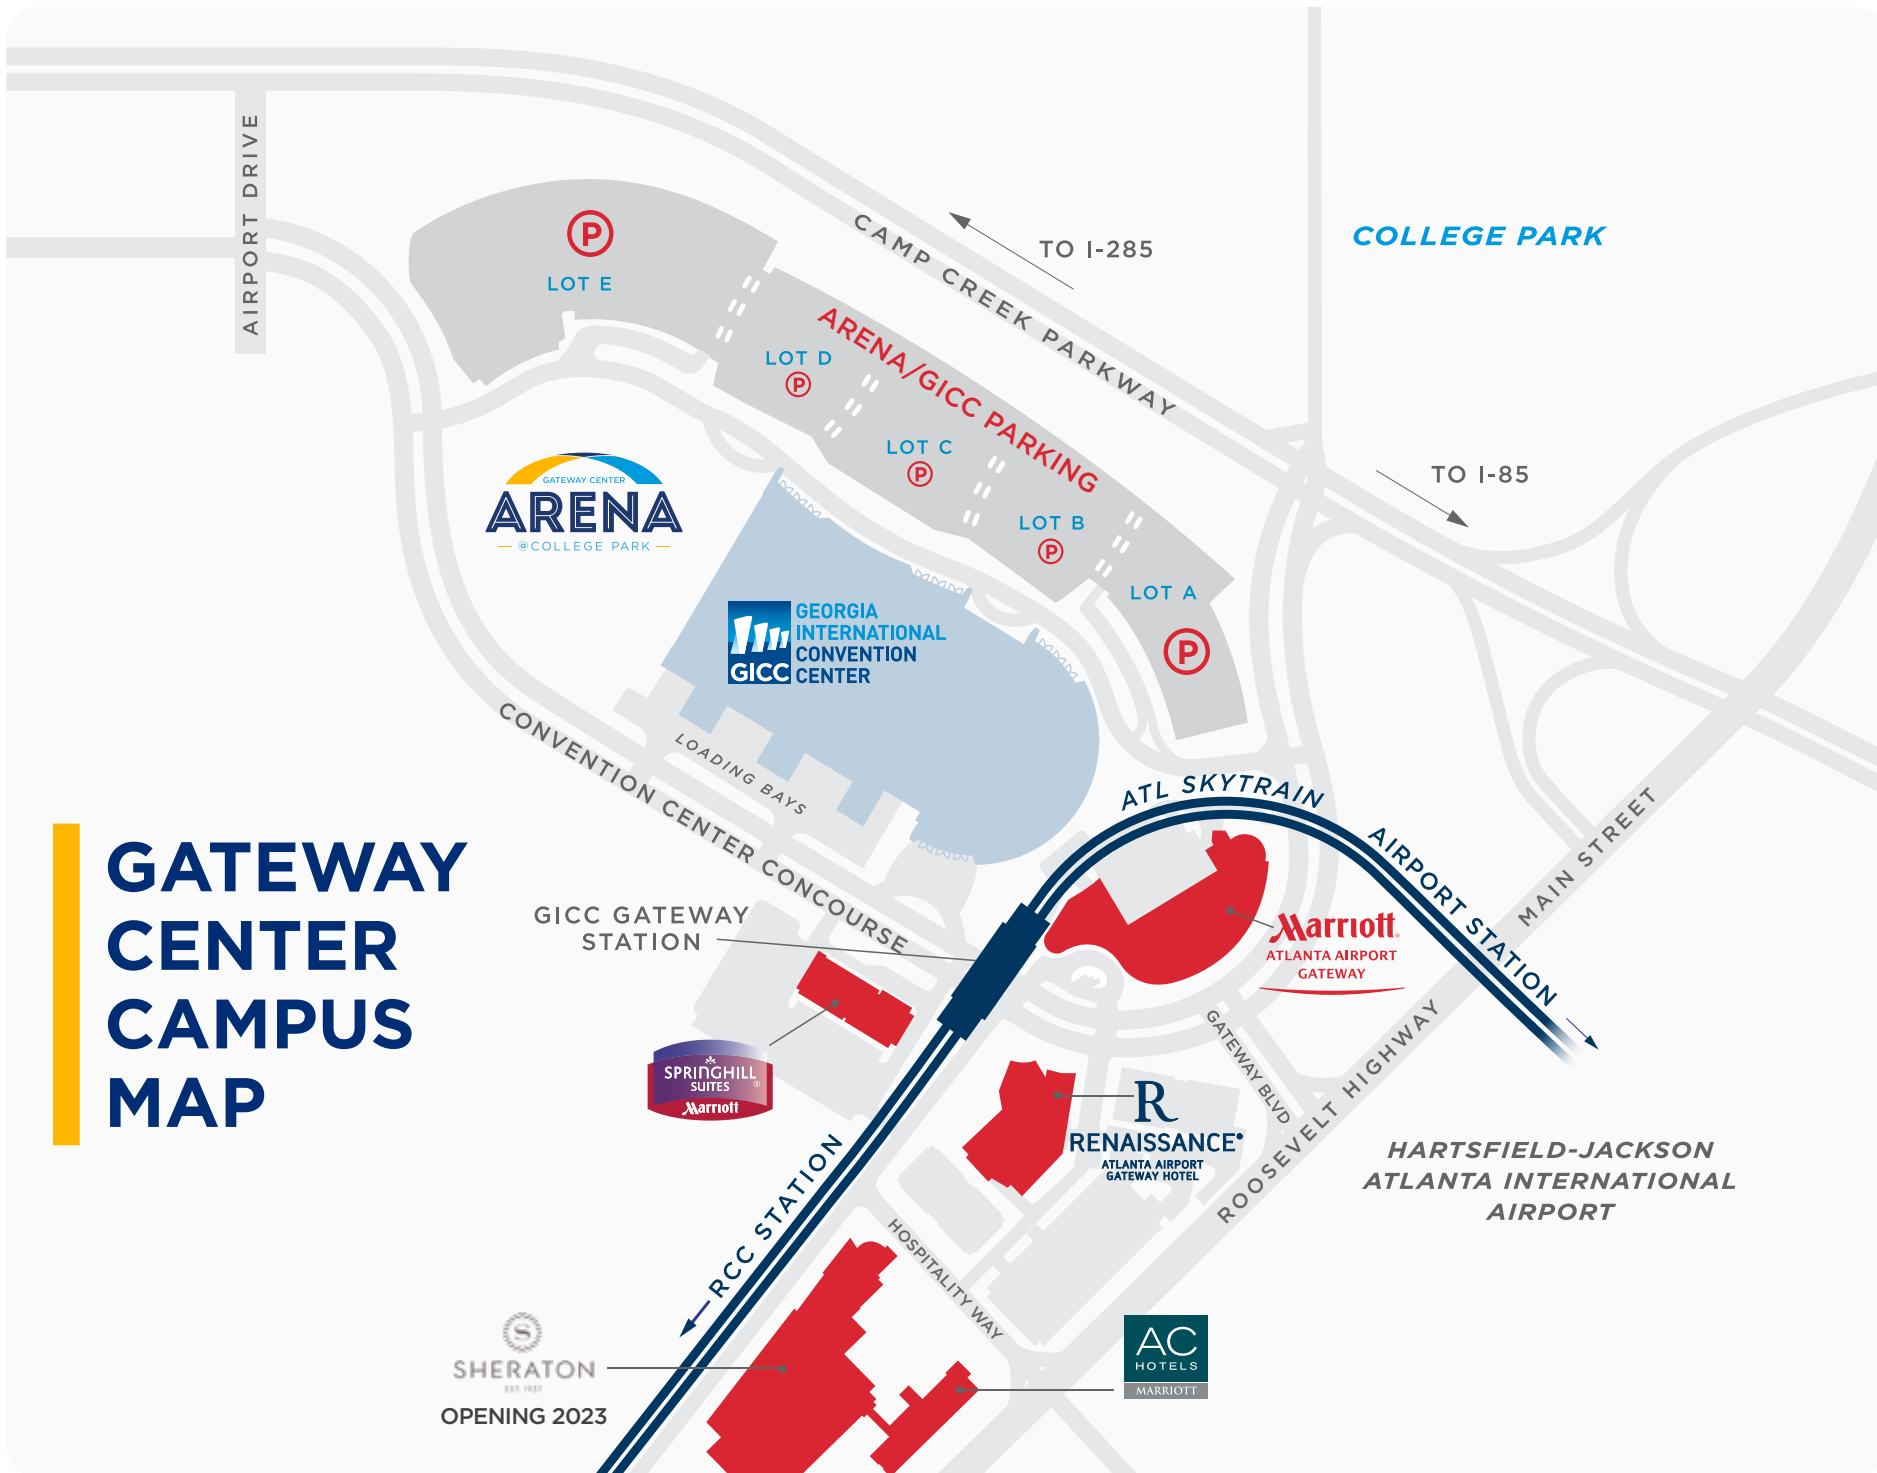 AIRPORT DRIVE
P
LOT E
CAMP CREEK PARKWAY
TO I-285
COLLEGE PARK
ARENA/GICC PARKING
LOT D
P
LOT C
P
LOT B
P
LOT A
P
TO I-85
GATEWAY CENTER
ARENA
@COLLEGE PARK
GICC
GEORGIA
INTERNATIONAL
CONVENTION
CENTER
LOADING BAYS
CONVENTION CENTER CONCOURSE
ATL SKYTRAIN
AIRPORT STATION
MAIN STREET
GATEWAY
CENTER
CAMPUS
MAP
GICC GATEWAY
STATION
Marriott
ATLANTA AIRPORT
GATEWAY
SPRINGHILL
SUITES
Marriott
GATEWAY BLVD
ROOSEVELT HIGHWAY
R
RENAISSANCE
ATLANTA AIRPORT
GATEWAY HOTEL
HARTSFIELD-JACKSON
ATLANTA INTERNATIONAL
AIRPORT
RCC STATION
HOSPITALITY WAY
S
SHERATON
EST. 1937
OPENING 2023
AC
HOTELS
MARRIOTT